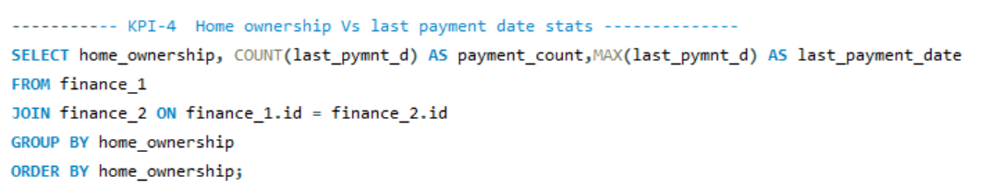 ----------- KPI-4  Home ownership Vs last payment date stats --------------
SELECT home_ownership, COUNT(last_pymnt_d) AS payment_count,MAX(last_pymnt_d) AS last_payment_date
FROM finance_1
JOIN finance_2 ON finance_1.id = finance_2.id
GROUP BY home_ownership
ORDER BY home_ownership;